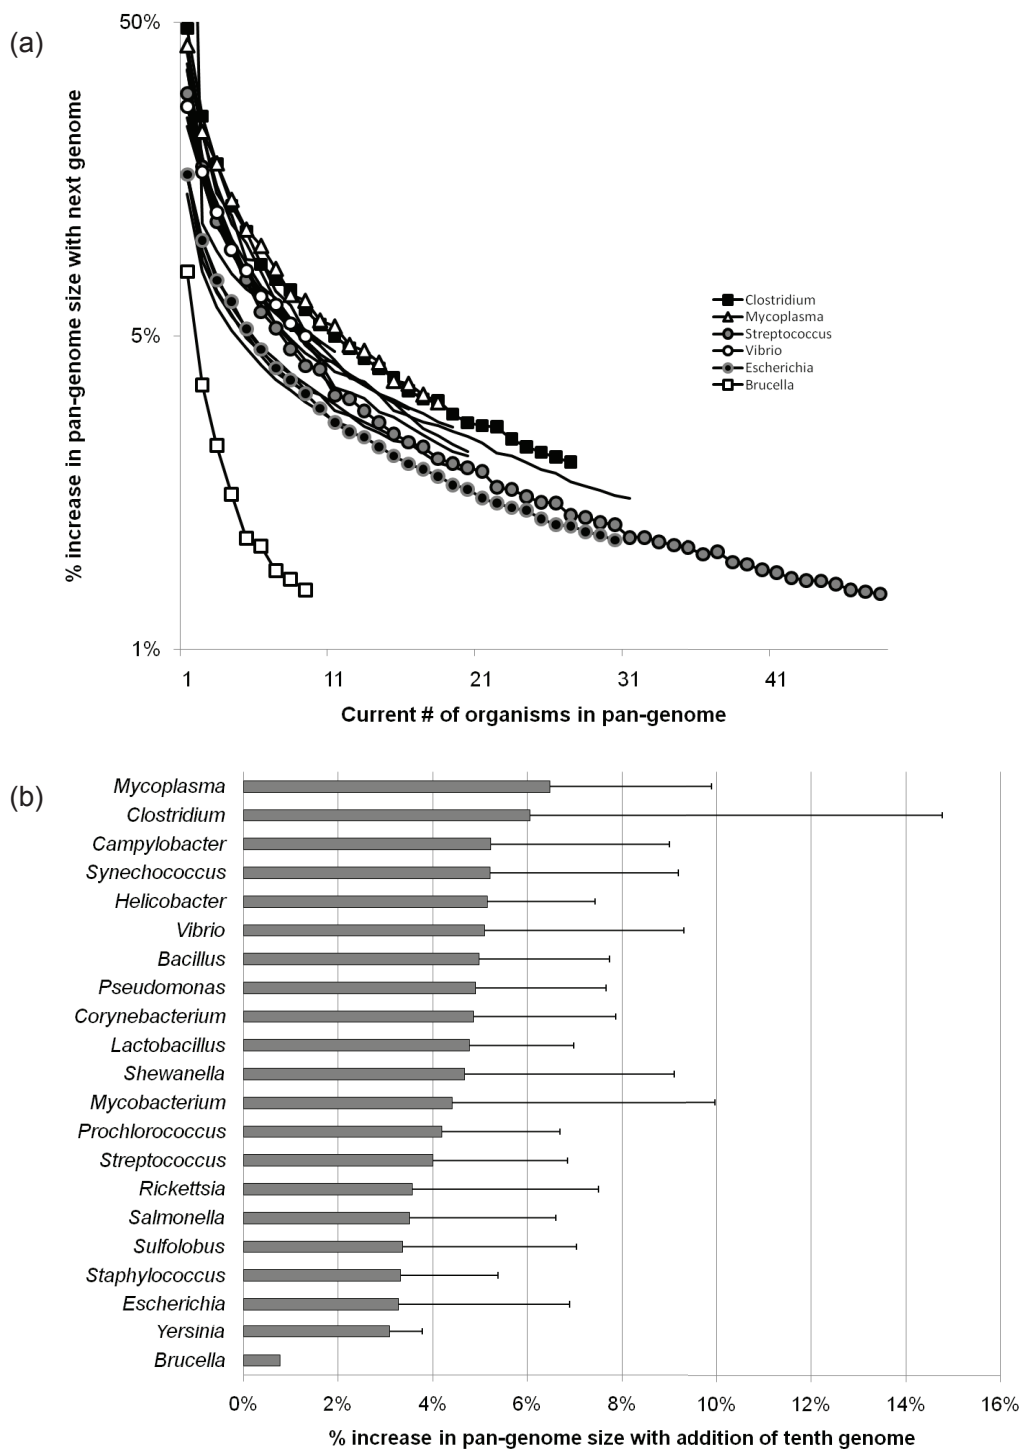 (a)
% increase in pan-genome size with next genome
50%
5%
1%
Clostridium
Mycoplasma
Streptococcus
Vibrio
Escherichia
Brucella
1 11 21 31 41
Current # of organisms in pan-genome
(b)
Mycoplasma
Clostridium
Campylobacter
Synechococcus
Helicobacter
Vibrio
Bacillus
Pseudomonas
Corynebacterium
Lactobacillus
Shewanella
Mycobacterium
Prochlorococcus
Streptococcus
Rickettsia
Salmonella
Sulfolobus
Staphylococcus
Escherichia
Yersinia
Brucella
0% 2% 4% 6% 8% 10% 12% 14% 16%
% increase in pan-genome size with addition of tenth genome